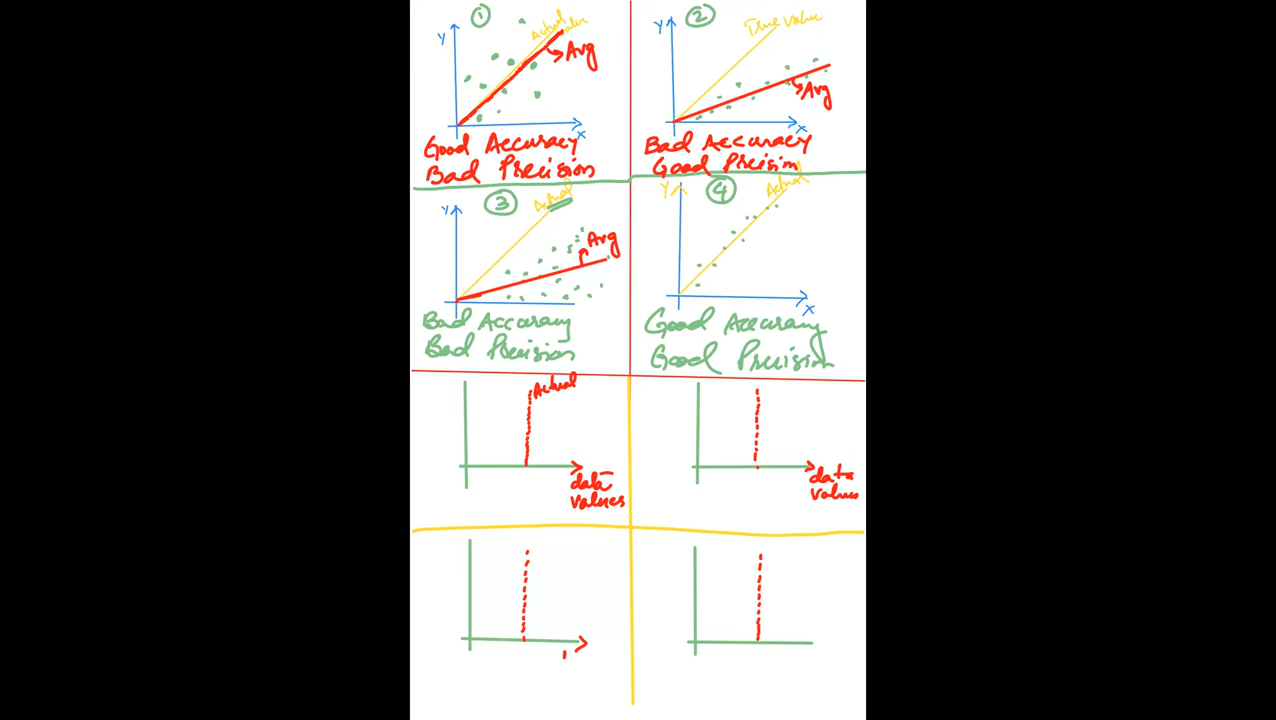 ①
Y
Actual
value
Avg
X
Good Accuracy
Bad Precision
②
Y
True value
Avg
X
Bad Accuracy
Good Precision
③
Y
Actual
Avg
Bad Accuracy
Bad Precision
④
Y
Actual
X
Good Accuracy
Good Precision
Actual
data
values
data
values